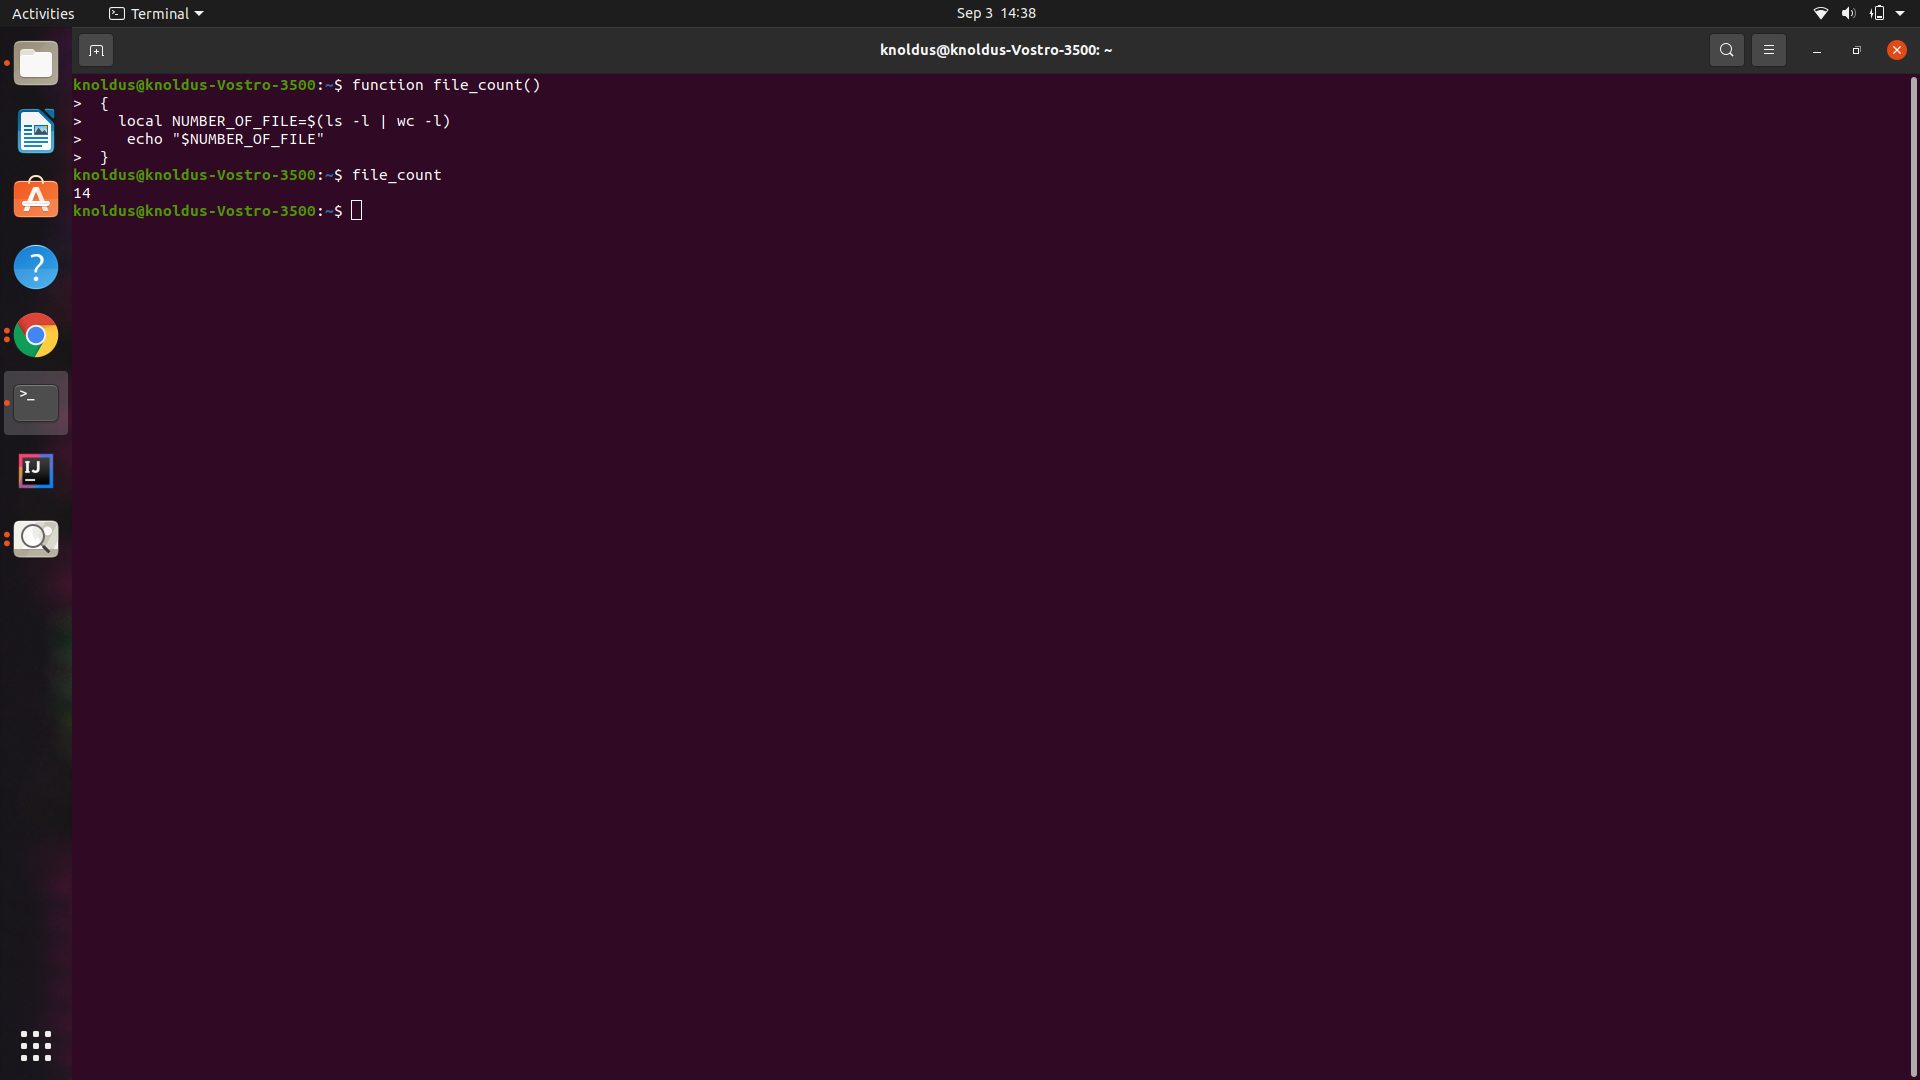 Activities
Terminal
Sep 3 14:38
knoldus@knoldus-Vostro-3500: ~
knoldus@knoldus-Vostro-3500:~$ function file_count()
>  {
>    local NUMBER_OF_FILE=$(ls -l | wc -l)
>     echo "$NUMBER_OF_FILE"
>  }
knoldus@knoldus-Vostro-3500:~$ file_count
14
knoldus@knoldus-Vostro-3500:~$
?
>_
IJ